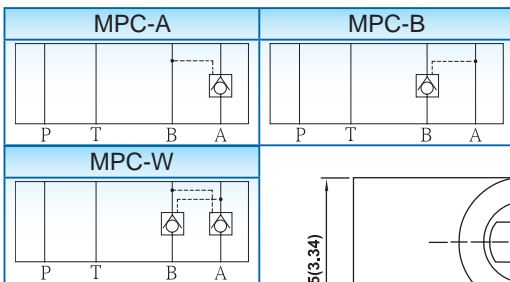 MPC-A
MPC-B
P T B A
P T B A
MPC-W
P T B A
5(3.34)